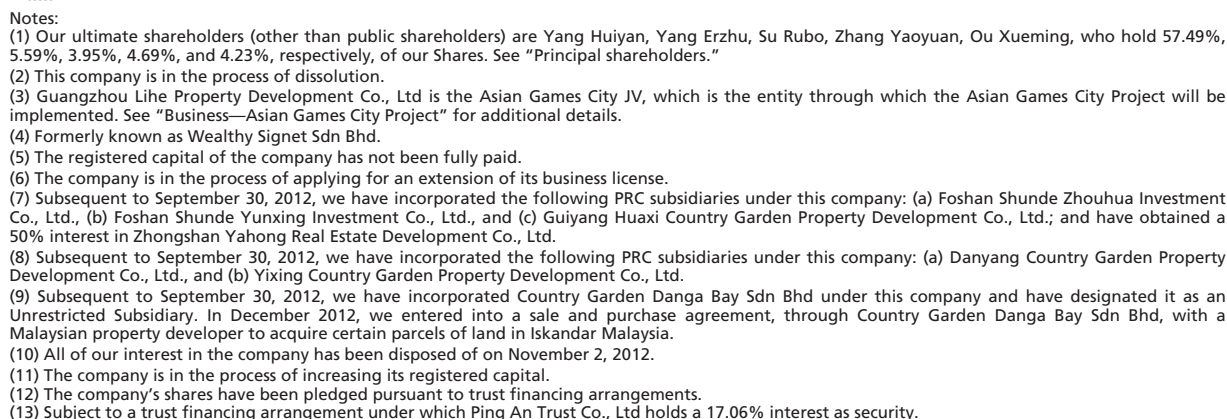 Notes:
(1) Our ultimate shareholders (other than public shareholders) are Yang Huiyan, Yang Erzhu, Su Rubo, Zhang Yaoyuan, Ou Xueming, who hold 57.49%,
5.59%, 3.95%, 4.69%, and 4.23%, respectively, of our Shares. See “Principal shareholders.”
(2) This company is in the process of dissolution.
(3) Guangzhou Lihe Property Development Co., Ltd is the Asian Games City JV, which is the entity through which the Asian Games City Project will be
implemented. See “Business—Asian Games City Project” for additional details.
(4) Formerly known as Wealthy Signet Sdn Bhd.
(5) The registered capital of the company has not been fully paid.
(6) The company is in the process of applying for an extension of its business license.
(7) Subsequent to September 30, 2012, we have incorporated the following PRC subsidiaries under this company: (a) Foshan Shunde Zhouhua Investment
Co., Ltd., (b) Foshan Shunde Yunxing Investment Co., Ltd., and (c) Guiyang Huaxi Country Garden Property Development Co., Ltd.; and have obtained a
50% interest in Zhongshan Yahong Real Estate Development Co., Ltd.
(8) Subsequent to September 30, 2012, we have incorporated the following PRC subsidiaries under this company: (a) Danyang Country Garden Property
Development Co., Ltd., and (b) Yixing Country Garden Property Development Co., Ltd.
(9) Subsequent to September 30, 2012, we have incorporated Country Garden Danga Bay Sdn Bhd under this company and have designated it as an
Unrestricted Subsidiary. In December 2012, we entered into a sale and purchase agreement, through Country Garden Danga Bay Sdn Bhd, with a
Malaysian property developer to acquire certain parcels of land in Iskandar Malaysia.
(10) All of our interest in the company has been disposed of on November 2, 2012.
(11) The company is in the process of increasing its registered capital.
(12) The company’s shares have been pledged pursuant to trust financing arrangements.
(13) Subject to a trust financing arrangement under which Ping An Trust Co., Ltd holds a 17.06% interest as security.